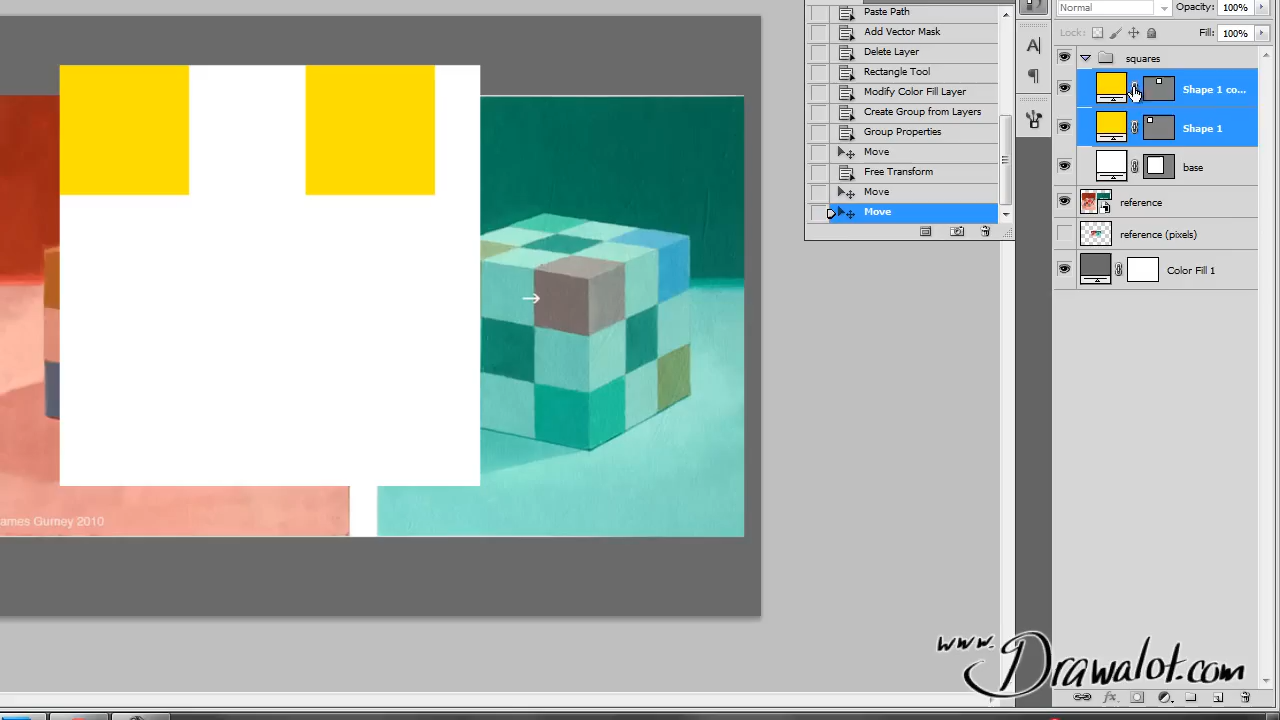 Paste Path
Add Vector Mask
Delete Layer
Rectangle Tool
Modify Color Fill Layer
Create Group from Layers
Group Properties
Move
Free Transform
Move
Move
Normal
Opacity: 100%
Lock:
Fill: 100%
squares
Shape 1 co...
Shape 1
base
reference
reference (pixels)
Color Fill 1
ames Gurney 2010
www.Drawalot.com